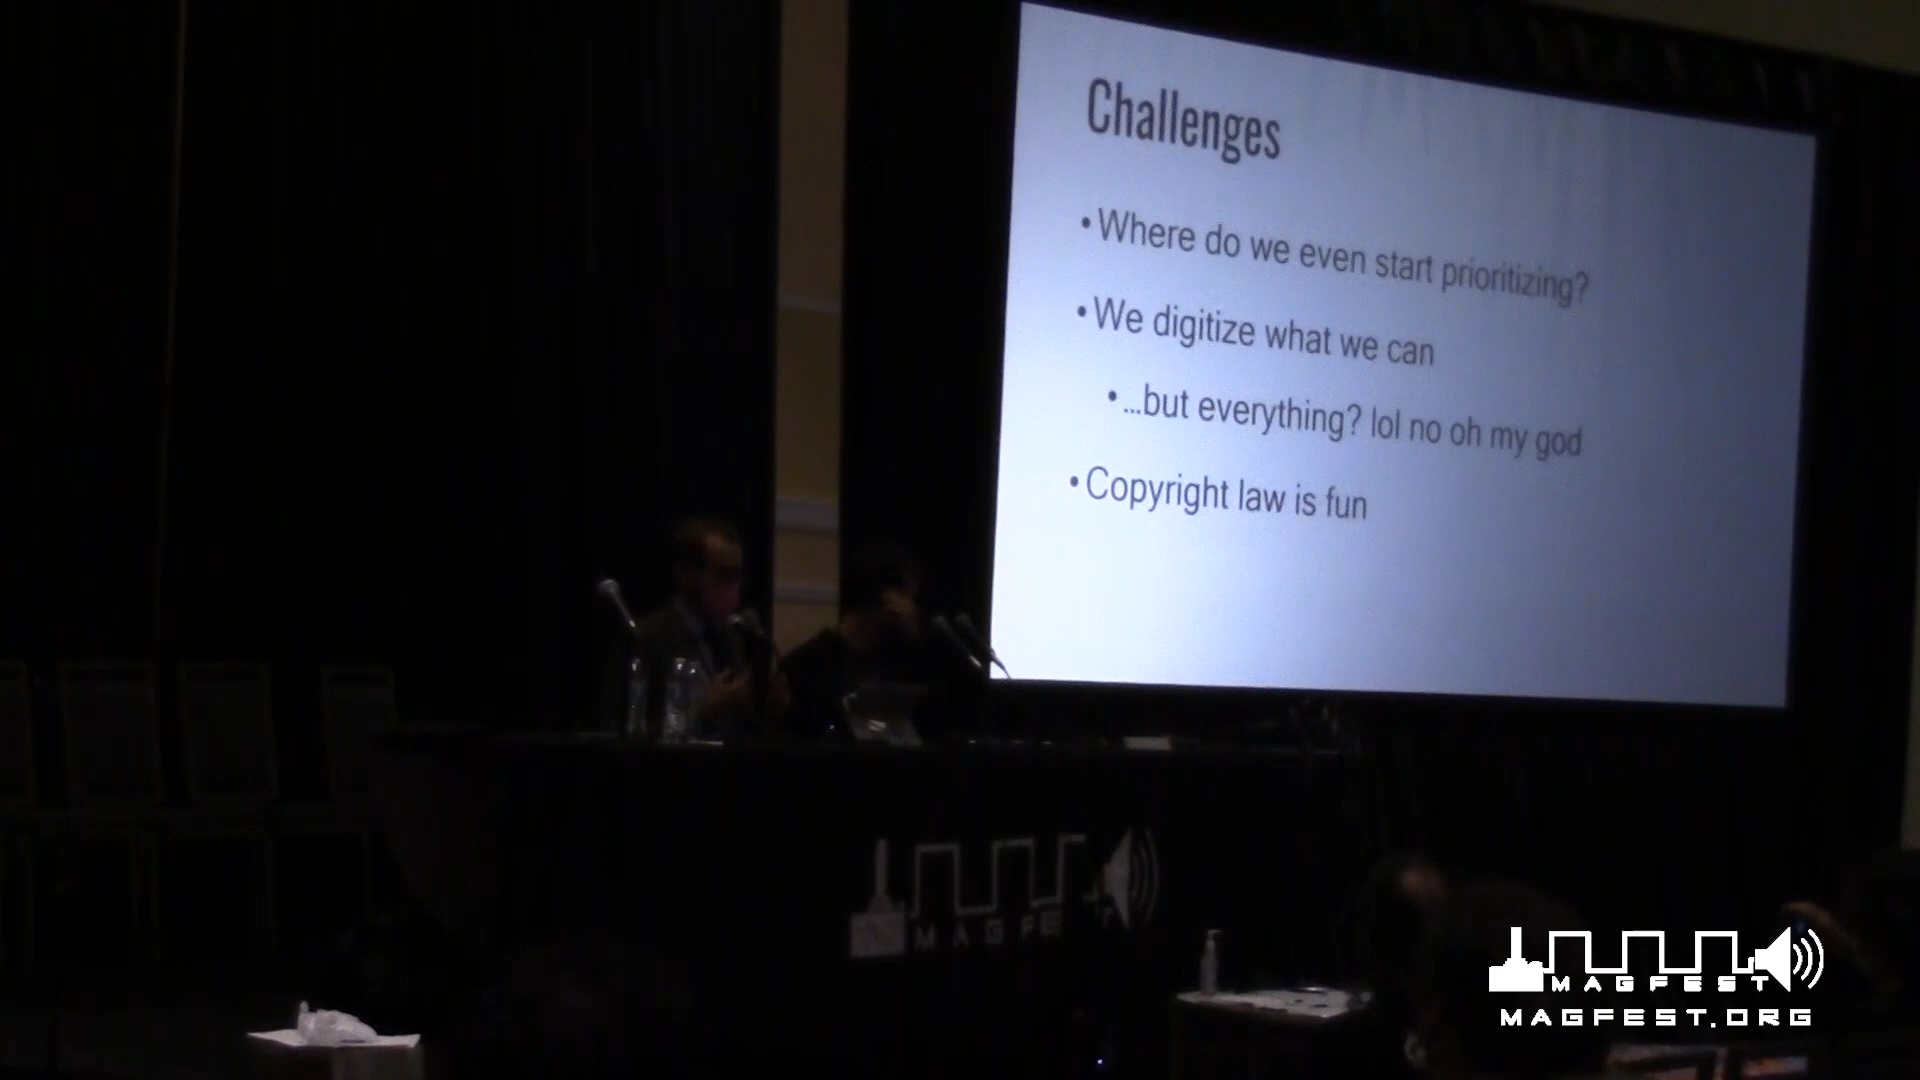 Challenges
•Where do we even start prioritizing?
•We digitize what we can
•...but everything? lol no oh my god
•Copyright law is fun
MAGFE
MAGFEST
MAGFEST.ORG